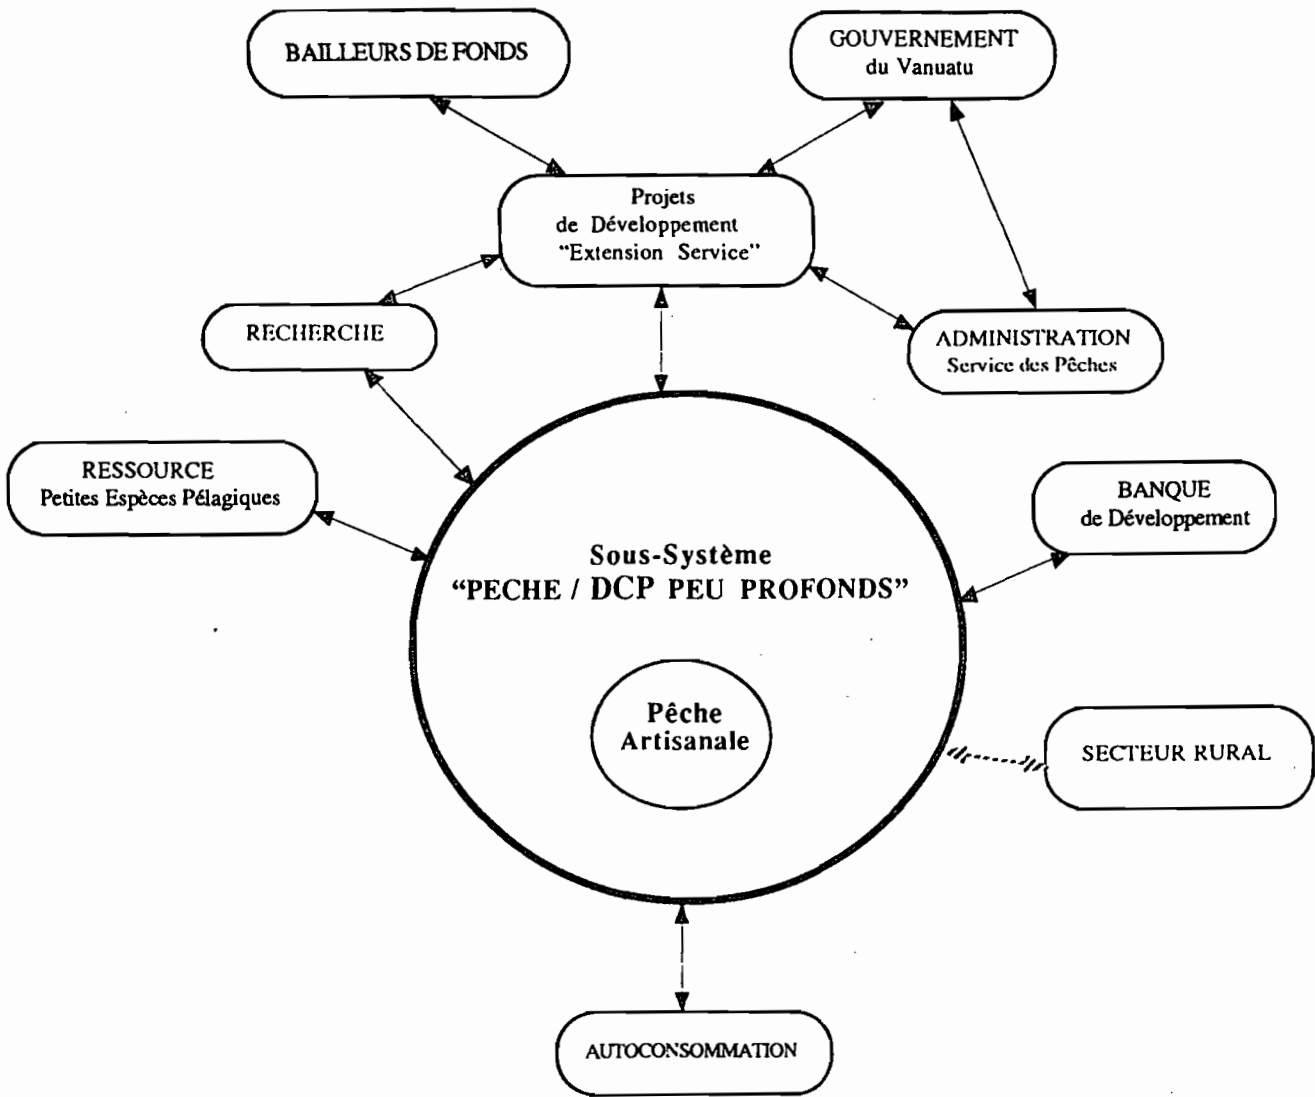 BAILLEURS DE FONDS
GOUVERNEMENT
du Vanuatu
Projets
de Développement
“Extension Service”
RECHERCHE
ADMINISTRATION
Service des Pêches
RESSOURCE
Petites Espèces Pélagiques
BANQUE
de Développement
Sous-Système
“PECHE / DCP PEU PROFONDS”
Pêche
Artisanale
SECTEUR RURAL
AUTOCONSOMMATION